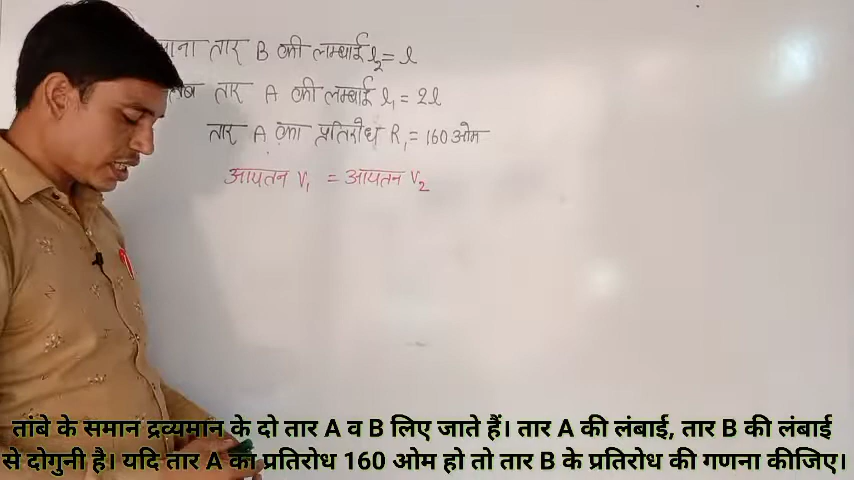 माना तार B की लम्बाई l₂ = l
तब तार A की लम्बाई l₁ = 2l
तार A का प्रतिरोध R₁ = 160 ओम
आयतन V₁ = आयतन V₂
तांबे के समान द्रव्यमान के दो तार A व B लिए जाते हैं। तार A की लंबाई, तार B की लंबाई
से दोगुनी है। यदि तार A का प्रतिरोध 160 ओम हो तो तार B के प्रतिरोध की गणना कीजिए।